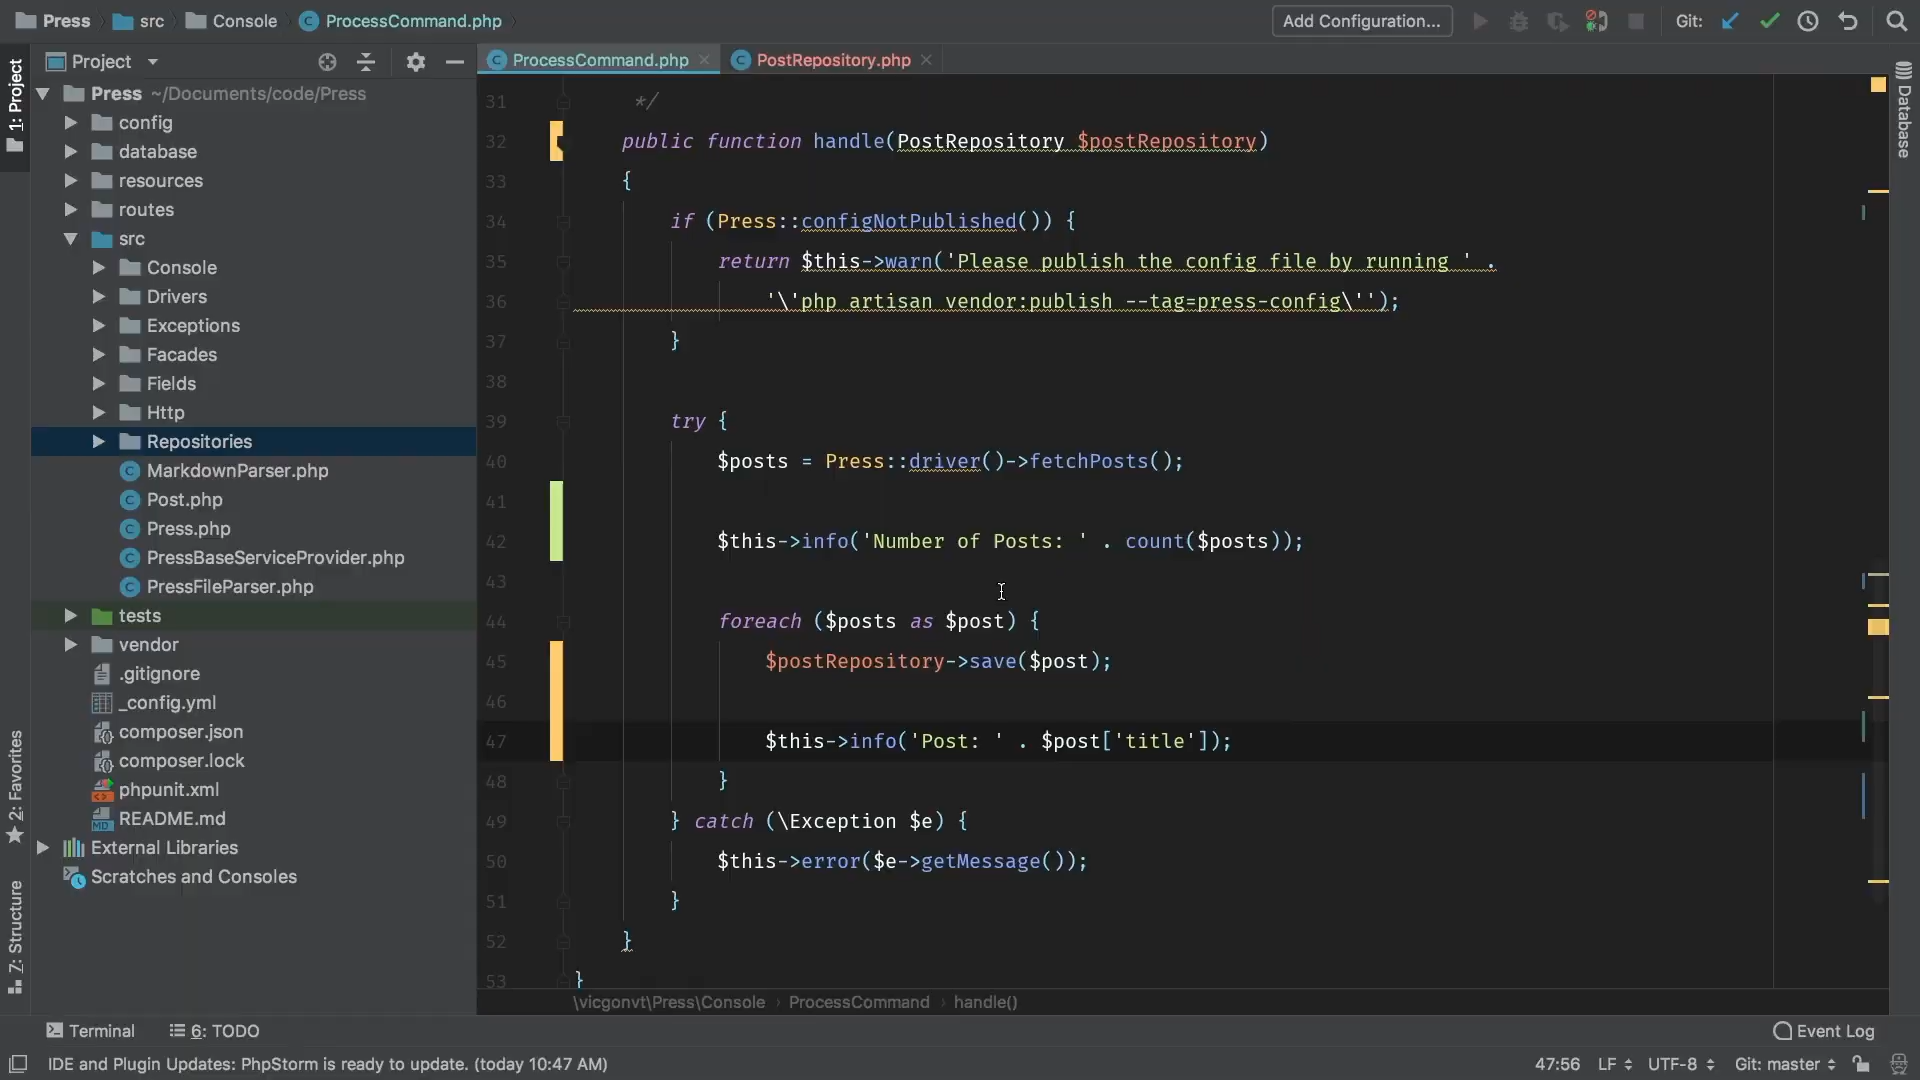 Press src Console ProcessCommand.php
Add Configuration...
Git:
1: Project
Project
ProcessCommand.php
PostRepository.php
Database
Press ~/Documents/code/Press
config
database
resources
routes
src
Console
Drivers
Exceptions
Facades
Fields
Http
Repositories
MarkdownParser.php
Post.php
Press.php
PressBaseServiceProvider.php
PressFileParser.php
tests
vendor
.gitignore
_config.yml
composer.json
composer.lock
phpunit.xml
README.md
External Libraries
Scratches and Consoles
2: Favorites
7: Structure
31 */
32 public function handle(PostRepository $postRepository)
33 {
34 if (Press::configNotPublished()) {
35 return $this->warn('Please publish the config file by running ' .
36 '\'php artisan vendor:publish --tag=press-config\'');
37 }
38
39 try {
40 $posts = Press::driver()->fetchPosts();
41
42 $this->info('Number of Posts: ' . count($posts));
43
44 foreach ($posts as $post) {
45 $postRepository->save($post);
46
47 $this->info('Post: ' . $post['title']);
48 }
49 } catch (\Exception $e) {
50 $this->error($e->getMessage());
51 }
52 }
53 }
\vicgonvt\Press\Console › ProcessCommand › handle()
Terminal
6: TODO
Event Log
IDE and Plugin Updates: PhpStorm is ready to update. (today 10:47 AM)
47:56 LF UTF-8 Git: master